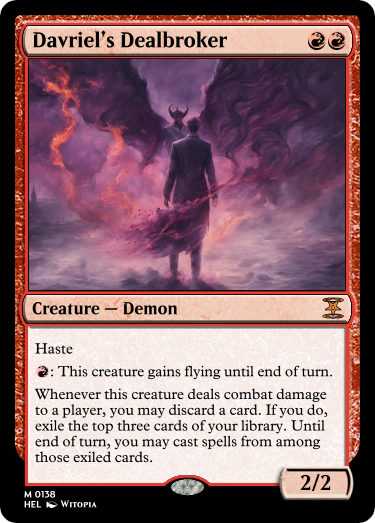 Davriel's Dealbroker
Creature — Demon
Haste
: This creature gains flying until end of turn.
Whenever this creature deals combat damage
to a player, you may discard a card. If you do,
exile the top three cards of your library. Until
end of turn, you may cast spells from among
those exiled cards.
2/2
M 0138
HEL Witopia